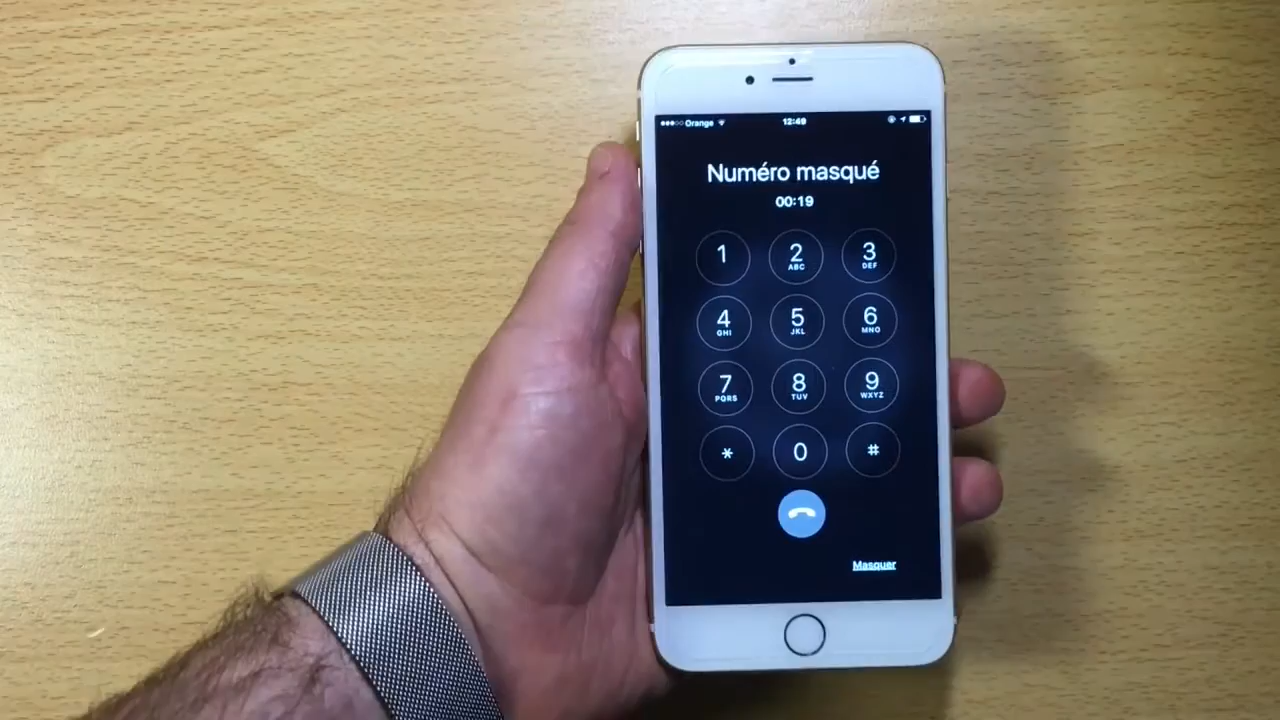 Orange 12:49
Numéro masqué
00:19
1 2 3
ABC DEF
4 5 6
GHI JKL MNO
7 8 9
PQRS TUV WXYZ
* 0 #
Masquer